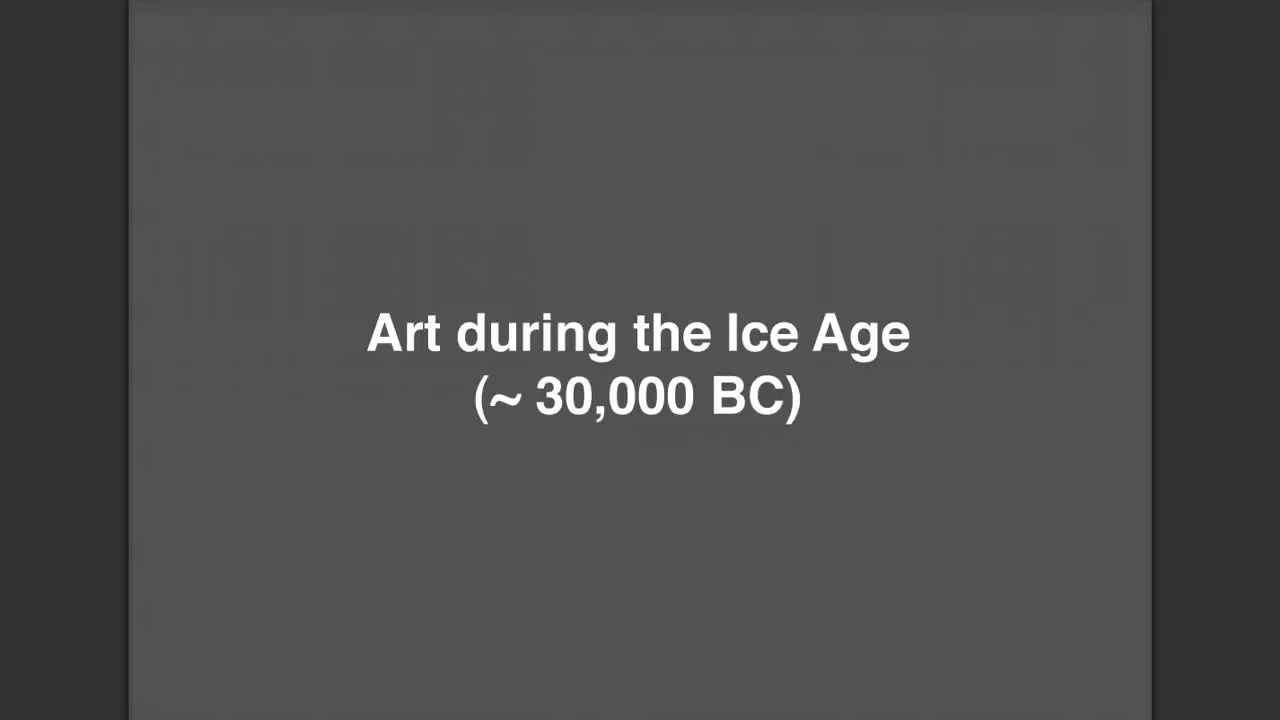 Art during the Ice Age
(~ 30,000 BC)